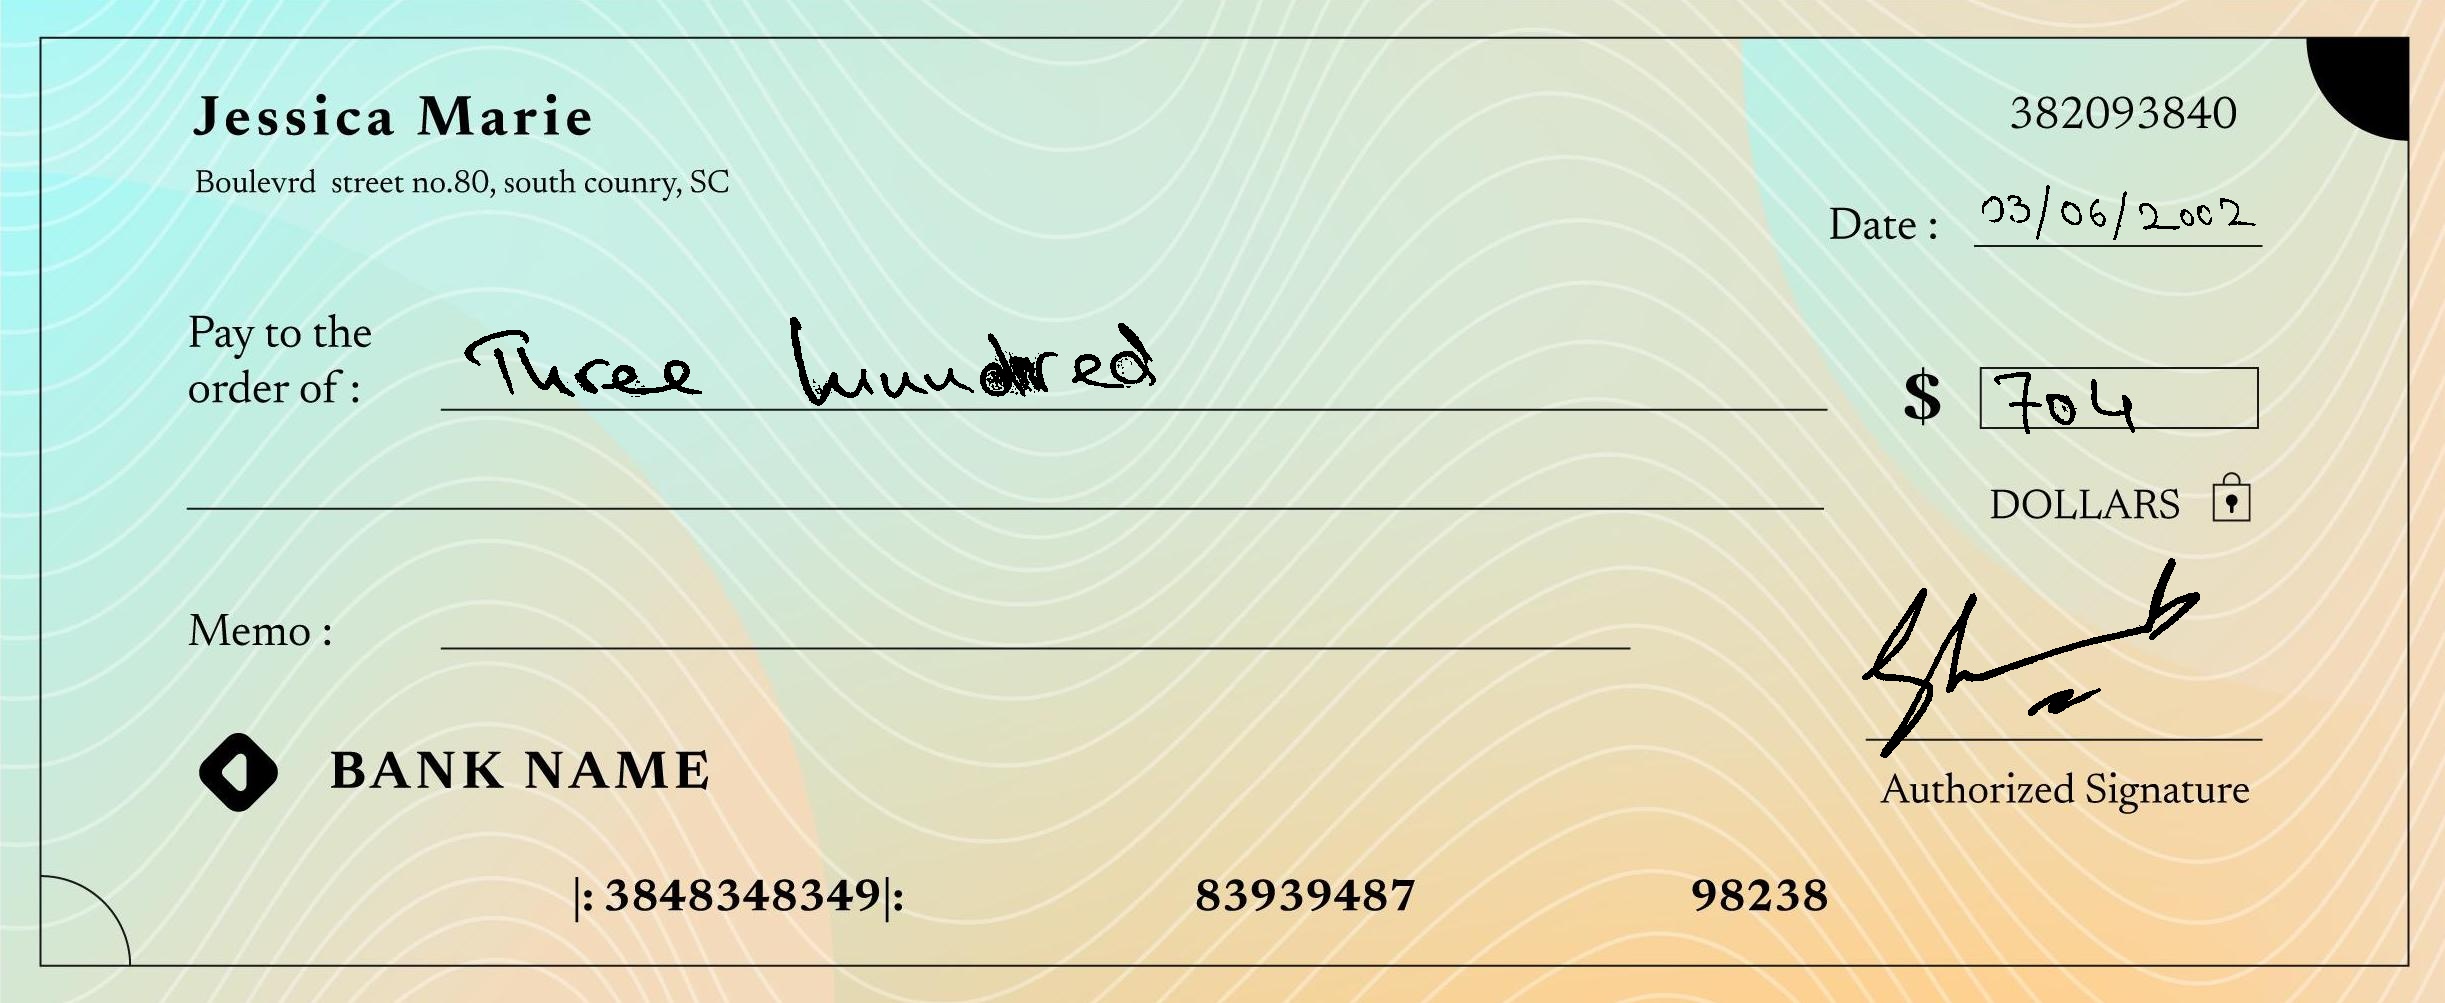 Jessica Marie
382093840
Boulevrd street no.80, south counry, SC
Date : 03/06/2002
Pay to the
order of : Three hunndred
$ 704
DOLLARS
Memo :
BANK NAME
Authorized Signature
|: 3848348349|: 83939487 98238